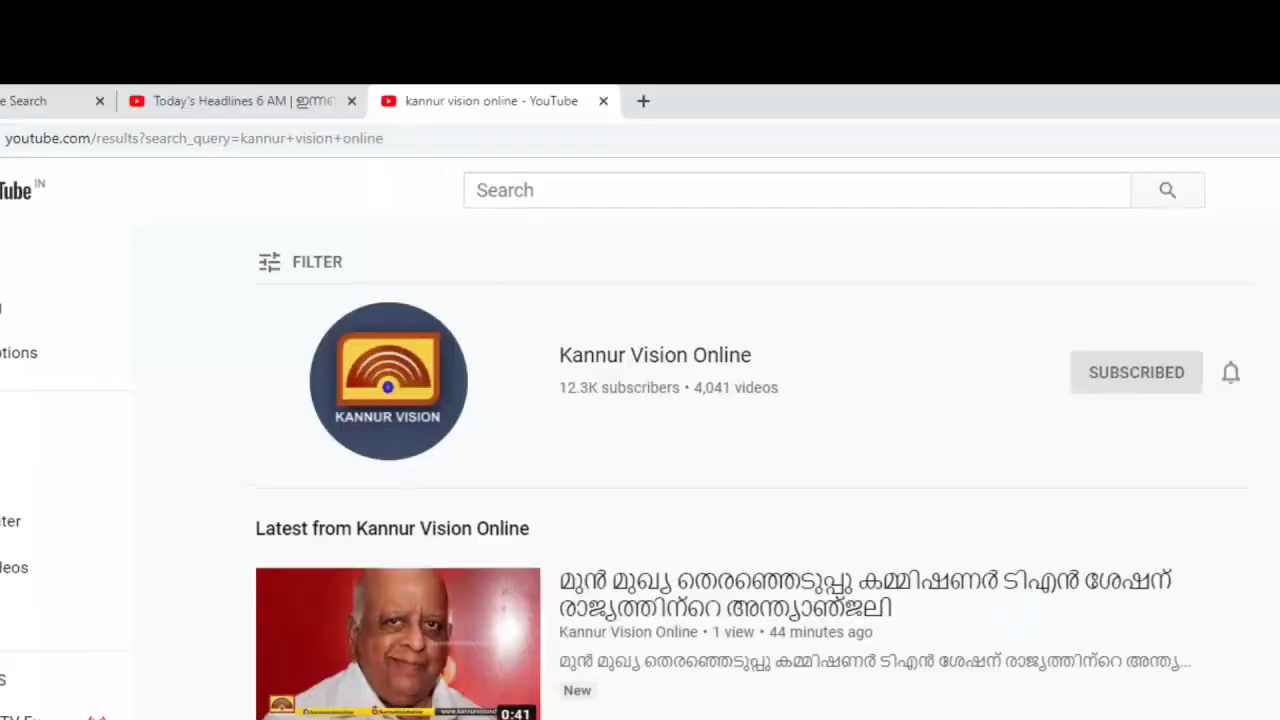 e Search
Today's Headlines 6 AM | ഇന്നെ
kannur vision online - YouTube
youtube.com/results?search_query=kannur+vision+online
Tube IN
Search
FILTER
KANNUR VISION
Kannur Vision Online
12.3K subscribers • 4,041 videos
SUBSCRIBED
ptions
Latest from Kannur Vision Online
മുൻ മുഖ്യ തെരഞ്ഞെടുപ്പു കമ്മിഷണർ ടിഎൻ ശേഷന്
രാജ്യത്തിന്റെ അന്ത്യാഞ്ജലി
Kannur Vision Online • 1 view • 44 minutes ago
മുൻ മുഖ്യ തെരഞ്ഞെടുപ്പു കമ്മിഷണർ ടിഎൻ ശേഷന് രാജ്യത്തിന്റെ അന്ത്യ...
New
0:41